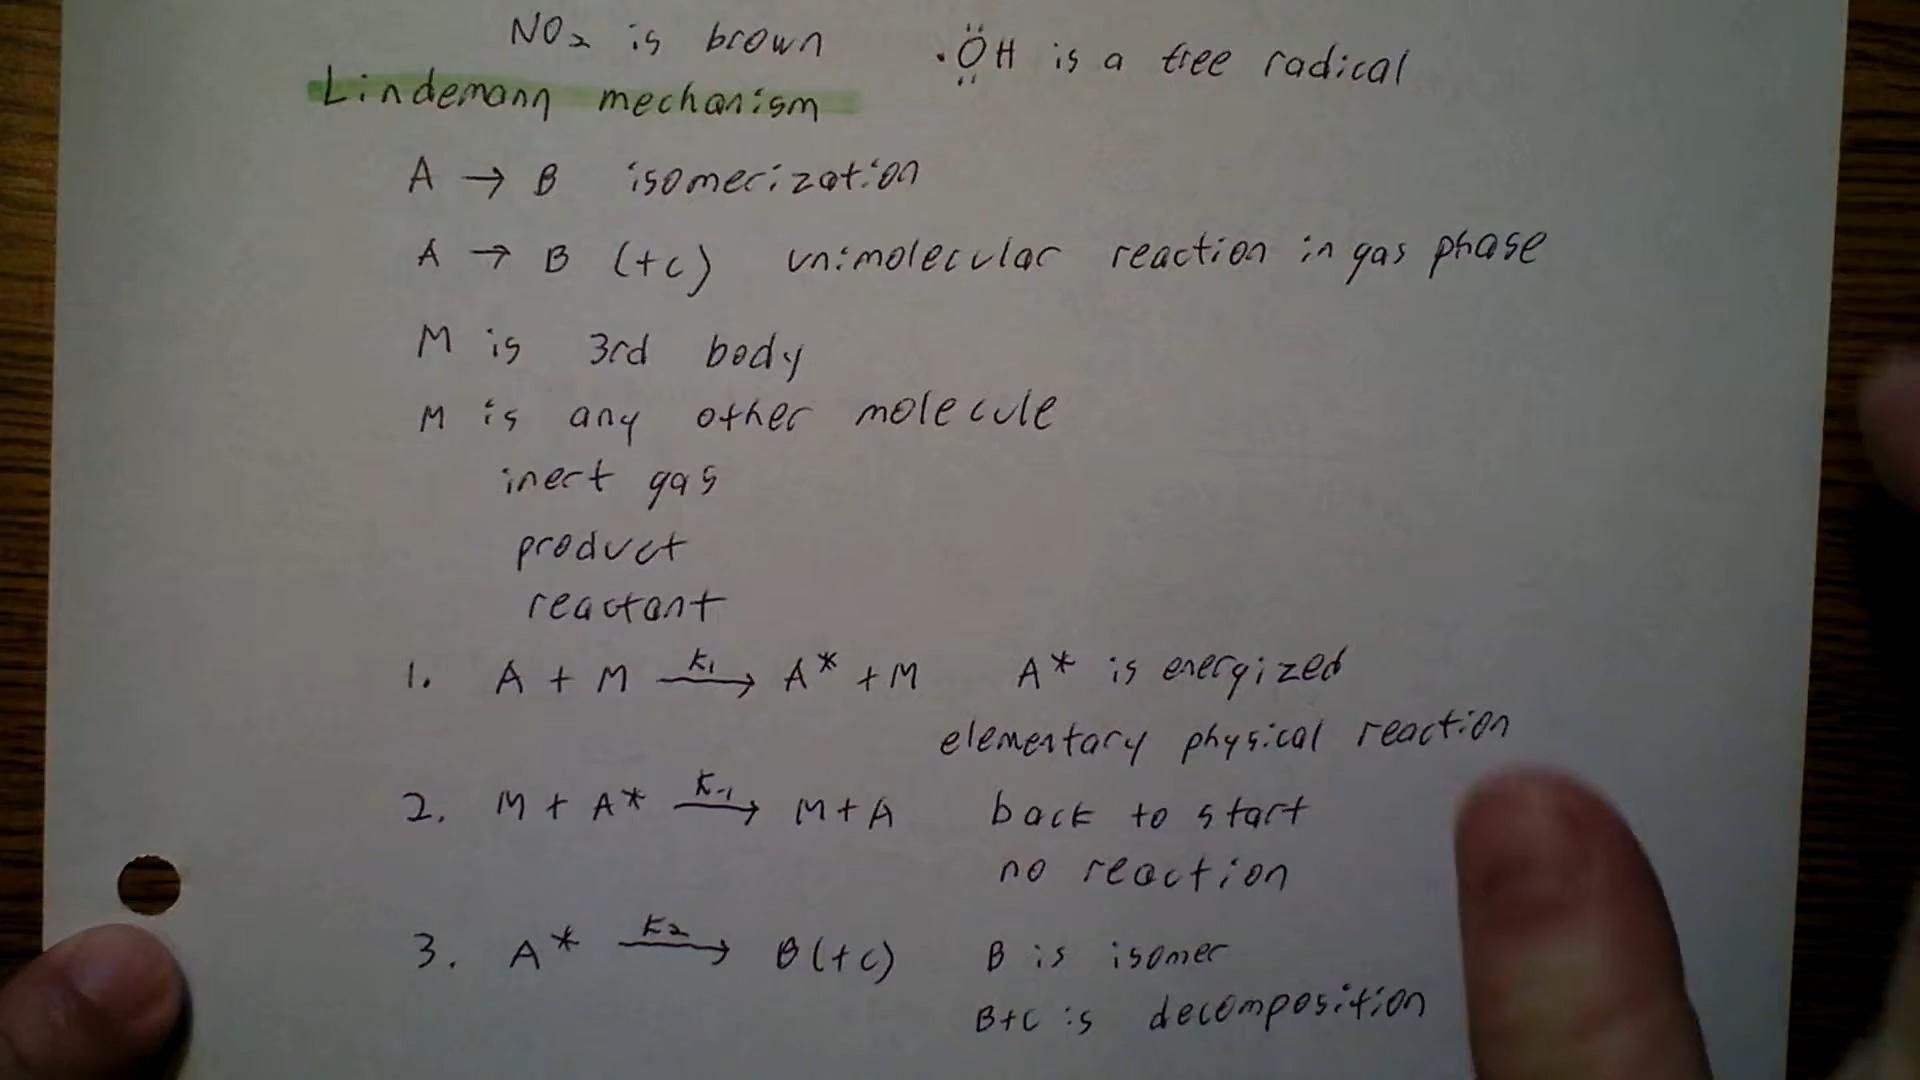 NO₂ is brown
·ÖH is a free radical
Lindemann mechanism
A → B isomerization
A → B (+C) unimolecular reaction in gas phase
M is 3rd body
M is any other molecule
inert gas
product
reactant
1. A + M k₁→ A* + M A* is energized
elementary physical reaction
2. M + A* k₋₁→ M + A back to start
no reaction
3. A* k₂→ B(+C) B is isomer
B+C is decomposition